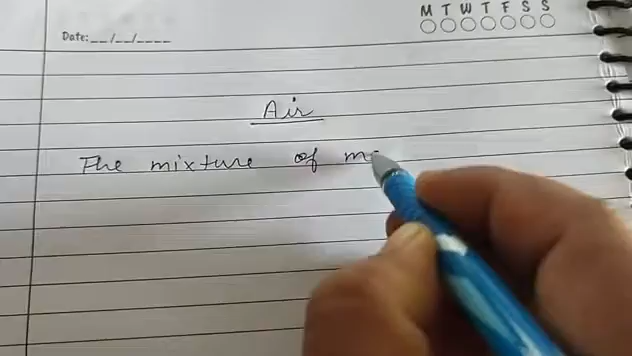 M T W T F S S
Date: __/__/____
Air
The mixture of m